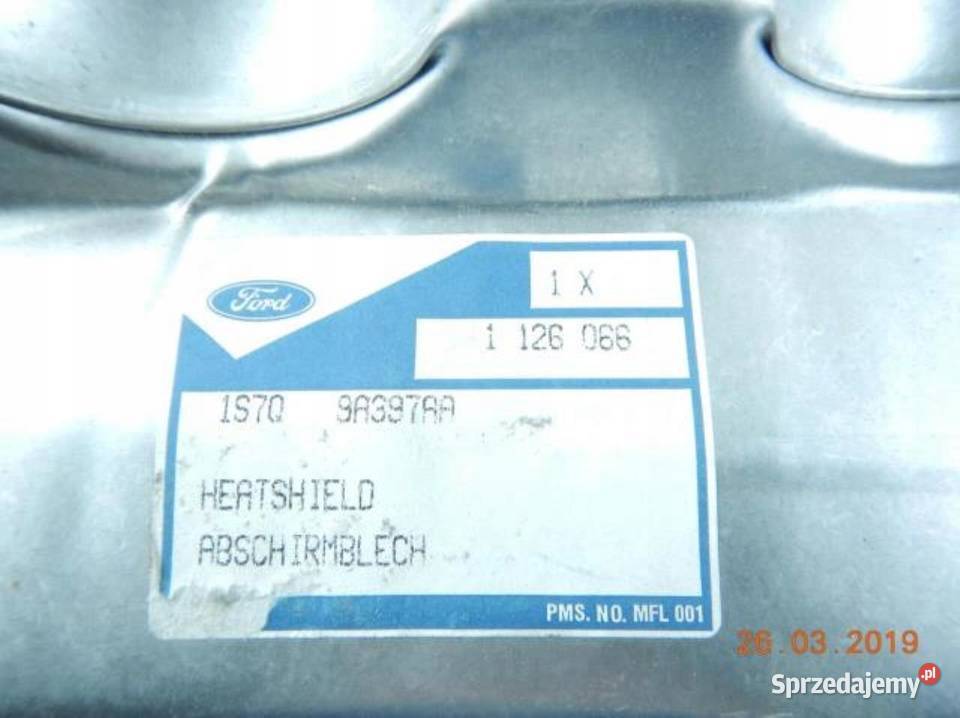 Ford
1 X
1 126 066
1S7Q 9A397AA
HEATSHIELD
ABSCHIRMBLECH
PMS. NO. MFL 001
26.03.2019
Sprzedajemy.pl